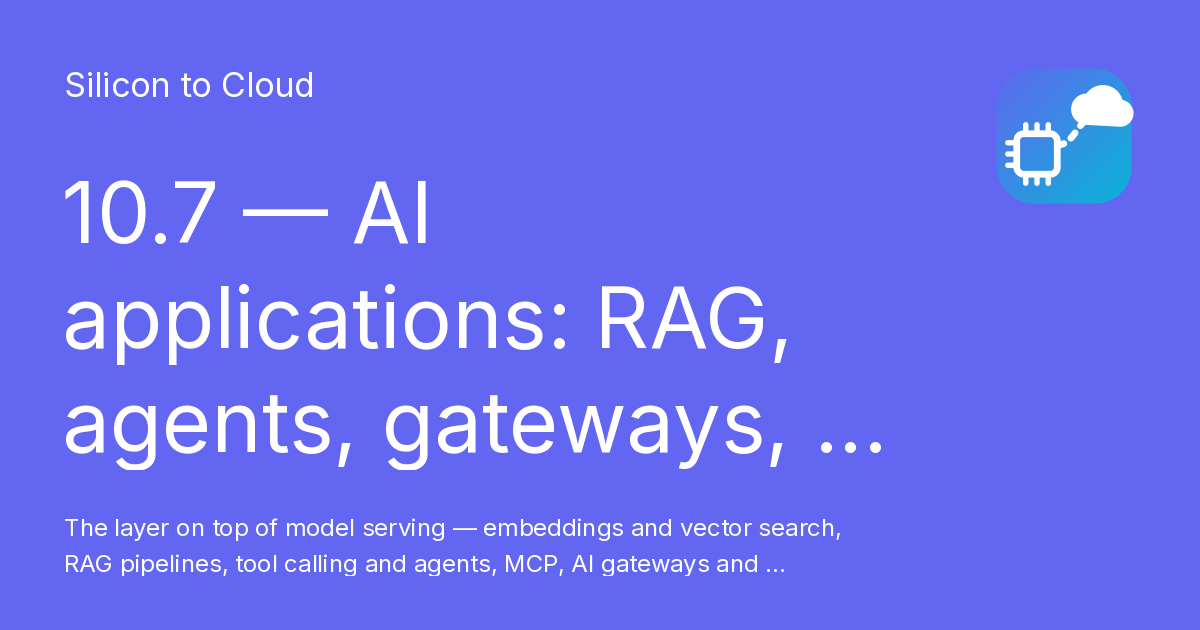 Silicon to Cloud
10.7 — AI
applications: RAG,
agents, gateways, ...
The layer on top of model serving — embeddings and vector search,
RAG pipelines, tool calling and agents, MCP, AI gateways and ...